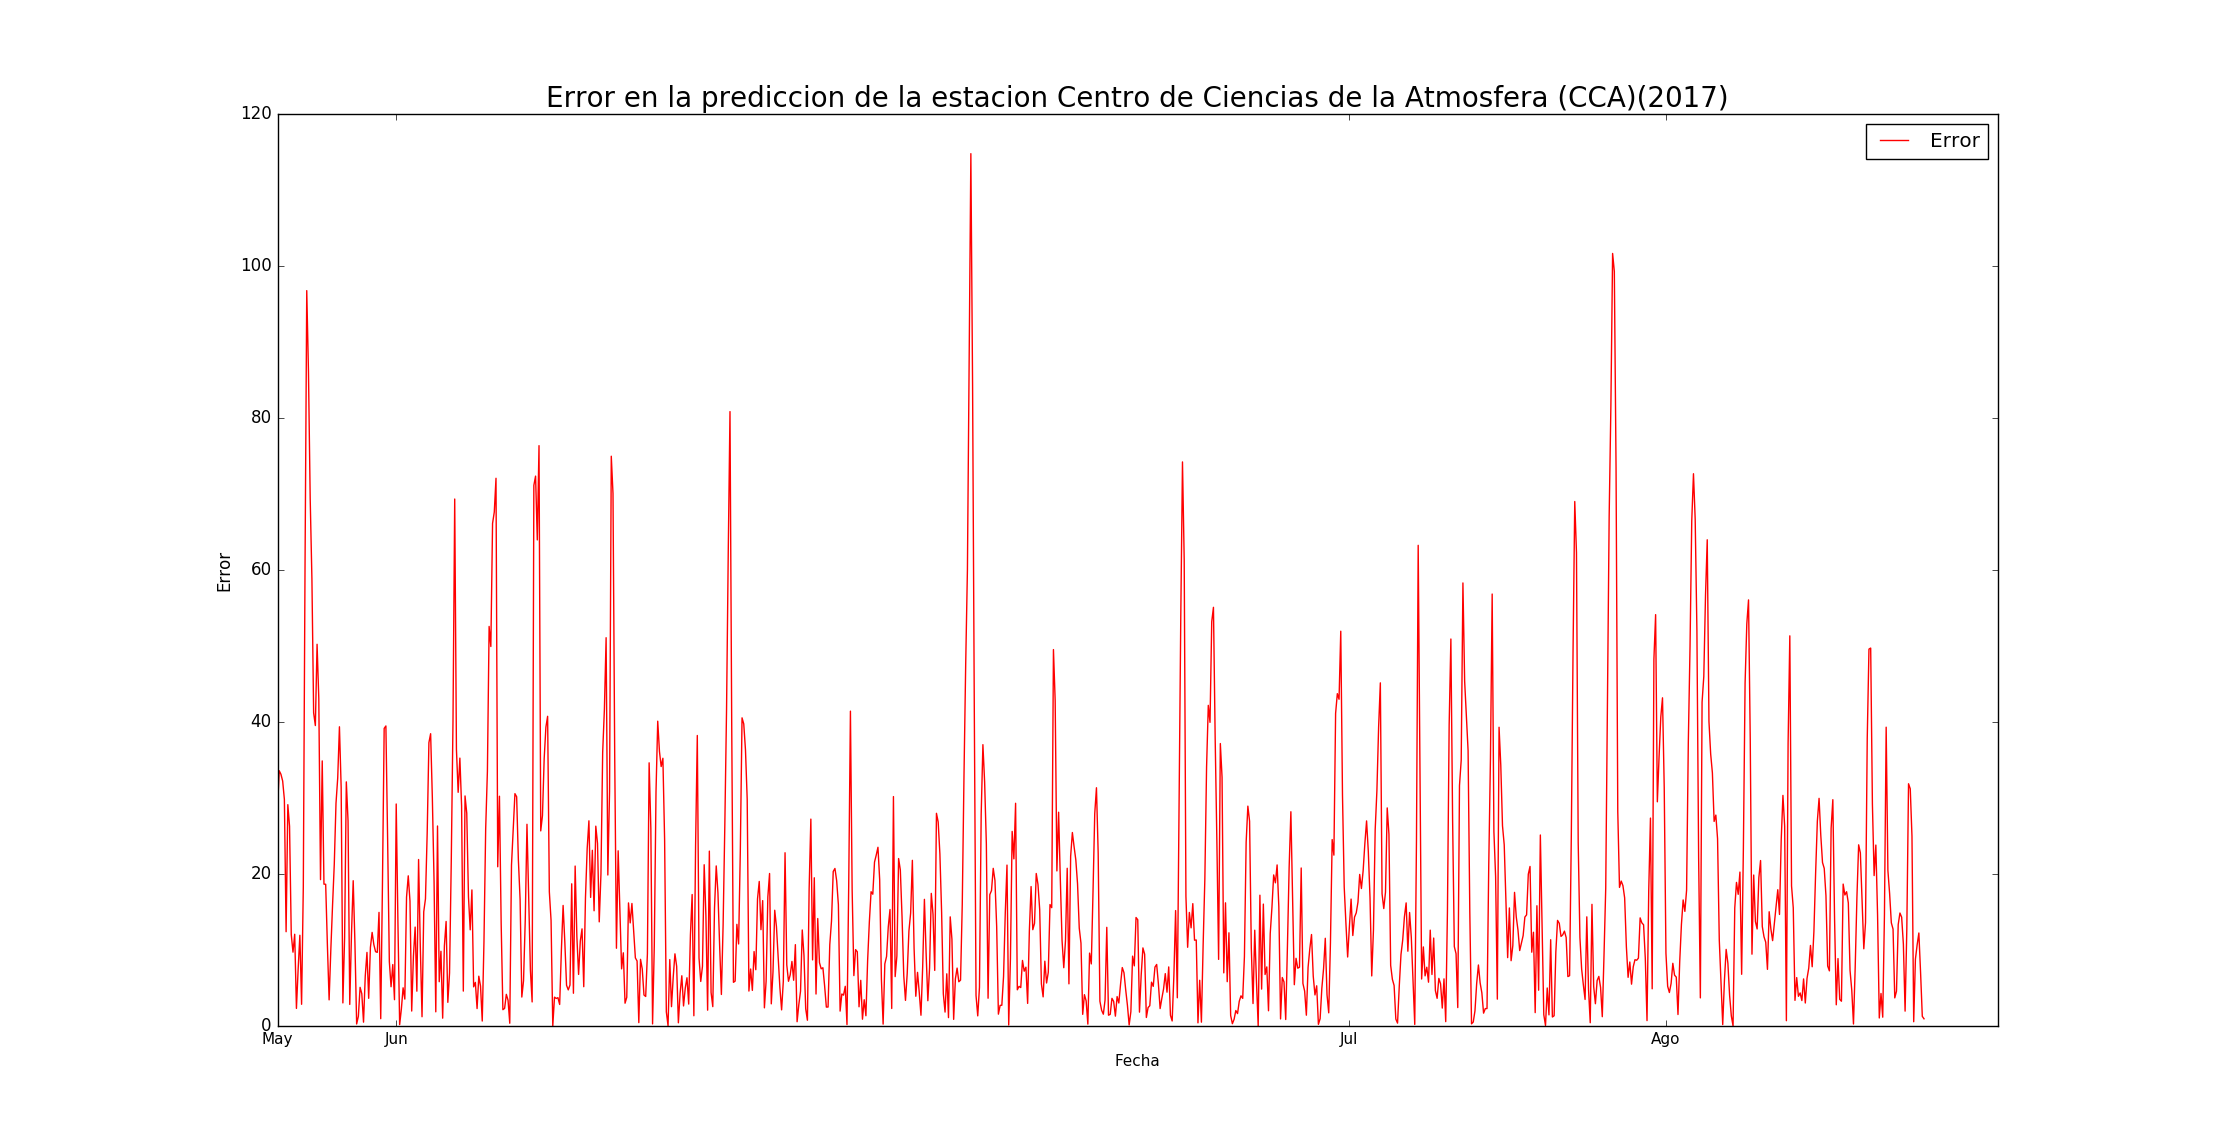 Error en la prediccion de la estacion Centro de Ciencias de la Atmosfera (CCA)(2017)
Error
120
100
80
60
40
20
0
Error
May Jun Jul Ago
Fecha